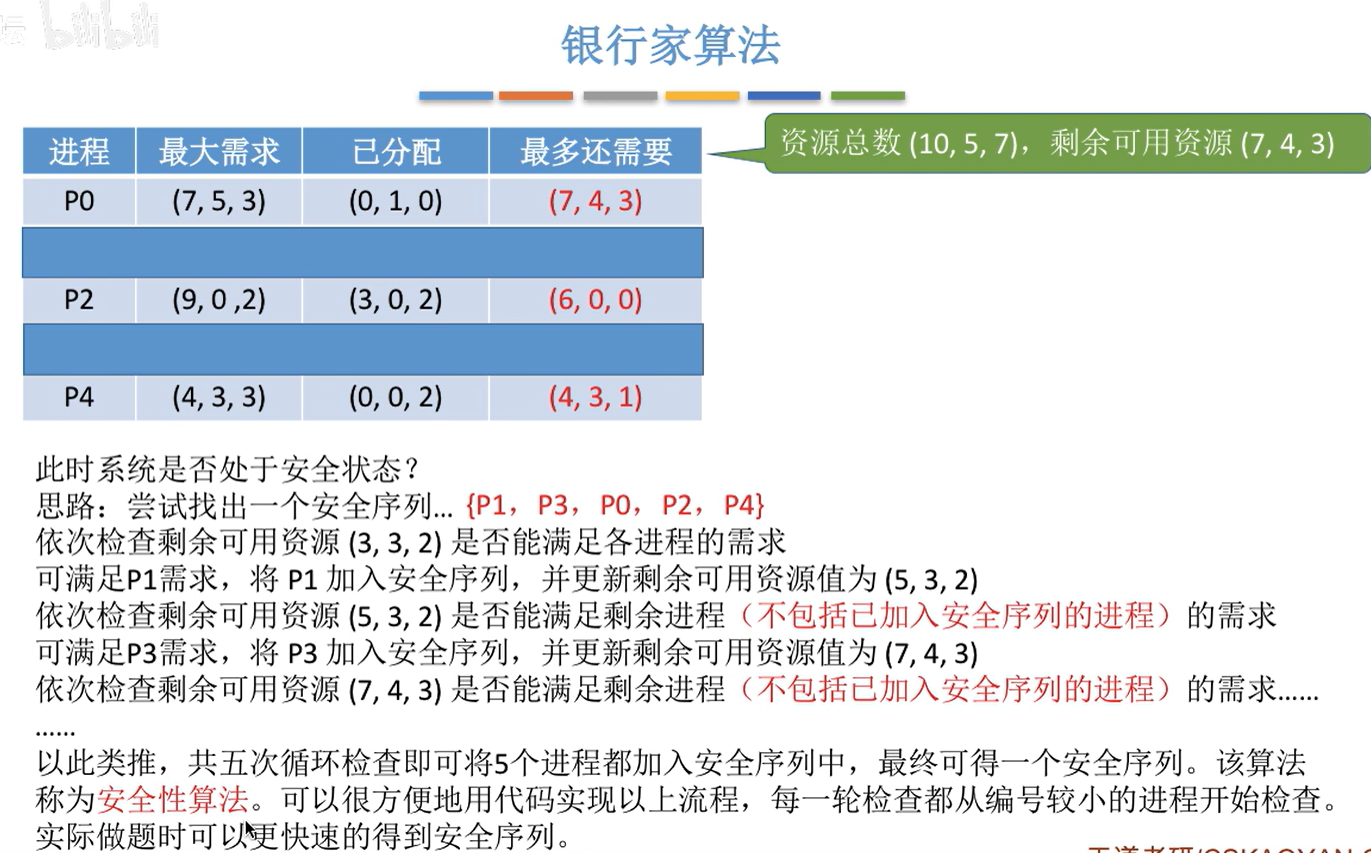 坛 bilibili
银行家算法
进程 最大需求 已分配 最多还需要
资源总数 (10, 5, 7)，剩余可用资源 (7, 4, 3)
P0 (7, 5, 3) (0, 1, 0) (7, 4, 3)
P2 (9, 0 ,2) (3, 0, 2) (6, 0, 0)
P4 (4, 3, 3) (0, 0, 2) (4, 3, 1)
此时系统是否处于安全状态？
思路：尝试找出一个安全序列... {P1，P3，P0，P2，P4}
依次检查剩余可用资源 (3, 3, 2) 是否能满足各进程的需求
可满足P1需求，将 P1 加入安全序列，并更新剩余可用资源值为 (5, 3, 2)
依次检查剩余可用资源 (5, 3, 2) 是否能满足剩余进程（不包括已加入安全序列的进程）的需求
可满足P3需求，将 P3 加入安全序列，并更新剩余可用资源值为 (7, 4, 3)
依次检查剩余可用资源 (7, 4, 3) 是否能满足剩余进程（不包括已加入安全序列的进程）的需求......
......
以此类推，共五次循环检查即可将5个进程都加入安全序列中，最终可得一个安全序列。该算法
称为安全性算法。可以很方便地用代码实现以上流程，每一轮检查都从编号较小的进程开始检查。
实际做题时可以更快速的得到安全序列。